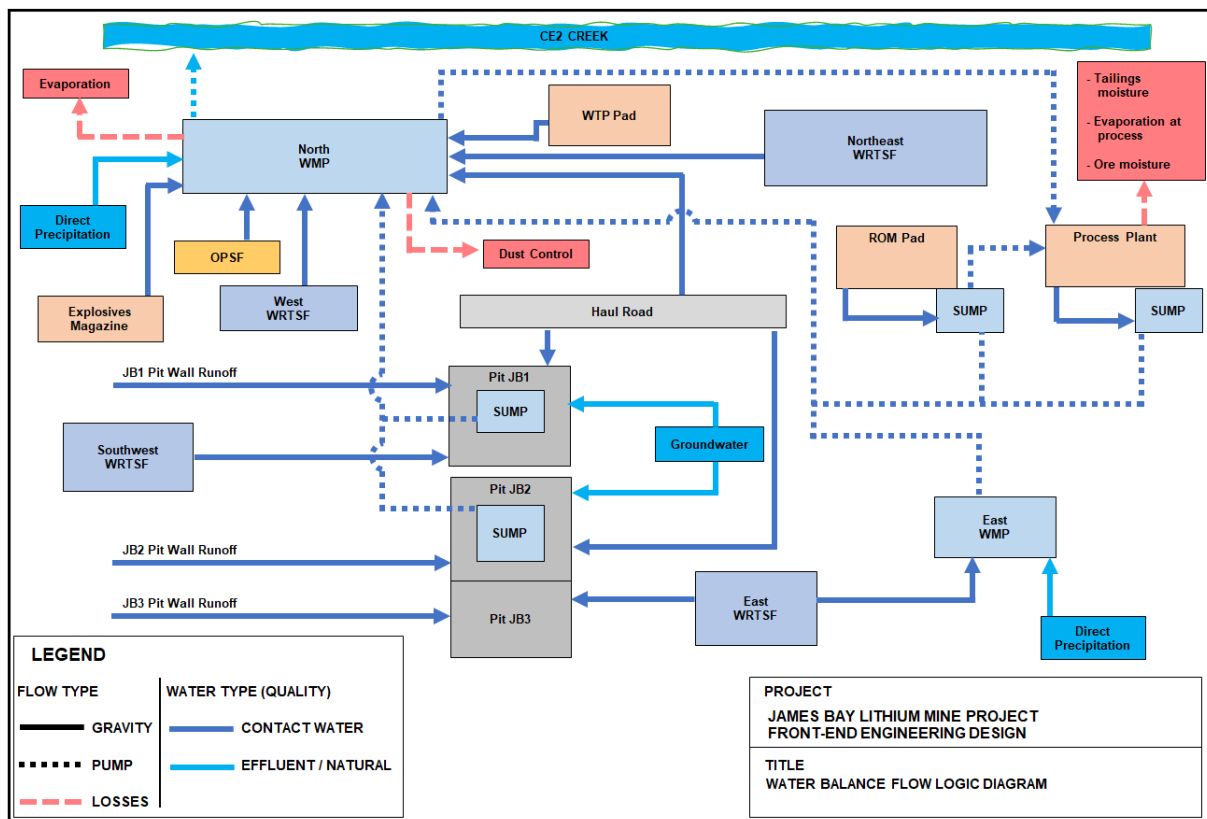 CE2 CREEK
Evaporation
- Tailings
moisture
- Evaporation at
process
- Ore moisture
WTP Pad
North
WMP
Northeast
WRTSF
Direct
Precipitation
OPSF
Dust Control
ROM Pad
Process Plant
Explosives
Magazine
West
WRTSF
Haul Road
SUMP
SUMP
JB1 Pit Wall Runoff
Pit JB1
SUMP
Southwest
WRTSF
Groundwater
Pit JB2
SUMP
East
WMP
JB2 Pit Wall Runoff
JB3 Pit Wall Runoff
Pit JB3
East
WRTSF
Direct
Precipitation
LEGEND
FLOW TYPE
GRAVITY
PUMP
LOSSES
WATER TYPE (QUALITY)
CONTACT WATER
EFFLUENT / NATURAL
PROJECT
JAMES BAY LITHIUM MINE PROJECT
FRONT-END ENGINEERING DESIGN
TITLE
WATER BALANCE FLOW LOGIC DIAGRAM